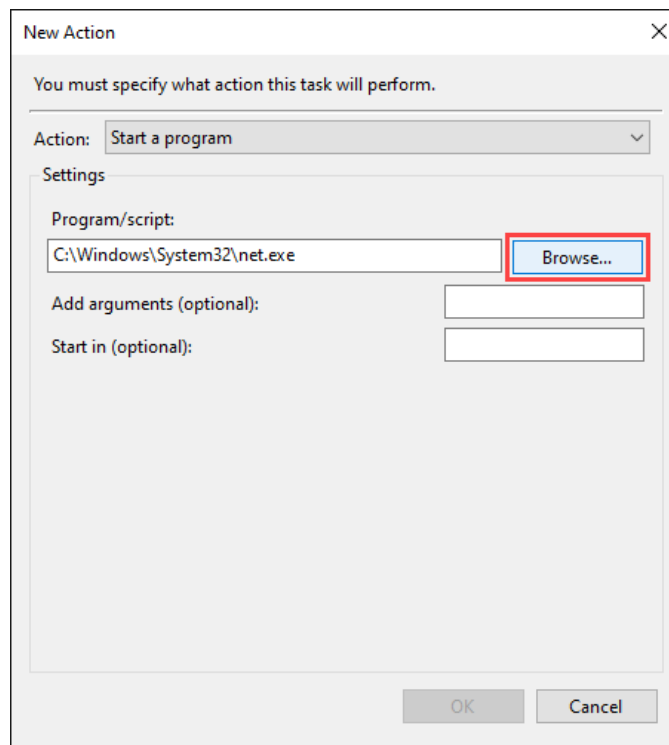 New Action
You must specify what action this task will perform.
Action: Start a program
Settings
Program/script:
C:\Windows\System32\net.exe Browse...
Add arguments (optional):
Start in (optional):
OK Cancel